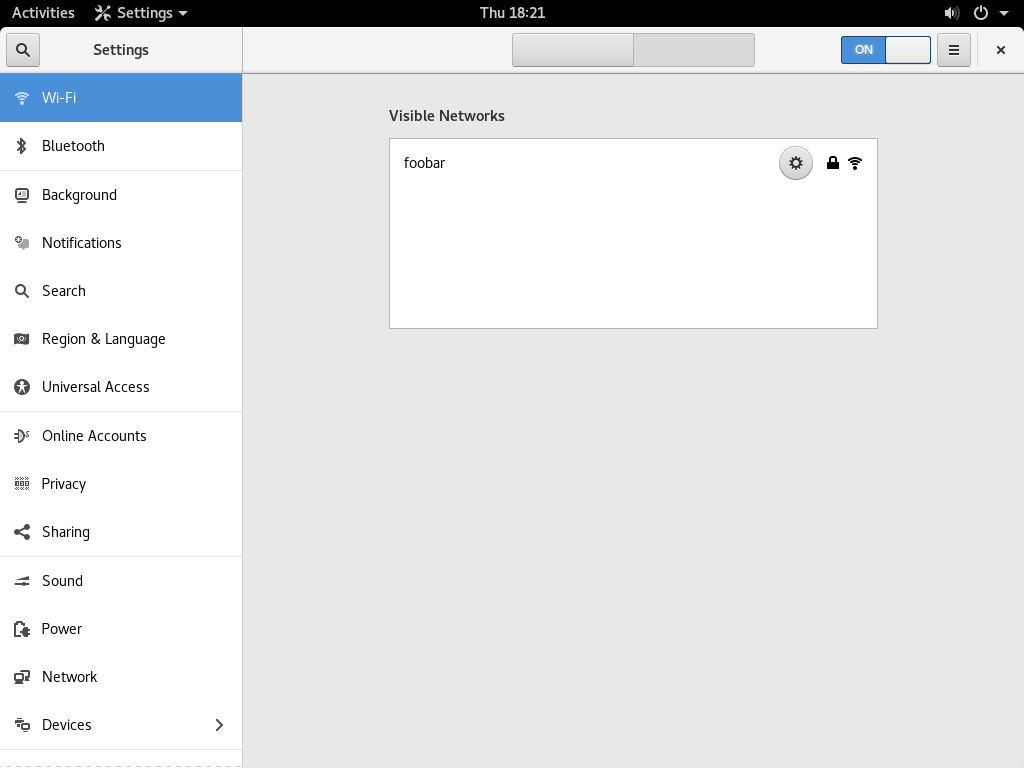 Activities
Settings
Thu 18:21
Settings
ON
Wi-Fi
Bluetooth
Background
Notifications
Search
Region & Language
Universal Access
Online Accounts
Privacy
Sharing
Sound
Power
Network
Devices
Visible Networks
foobar